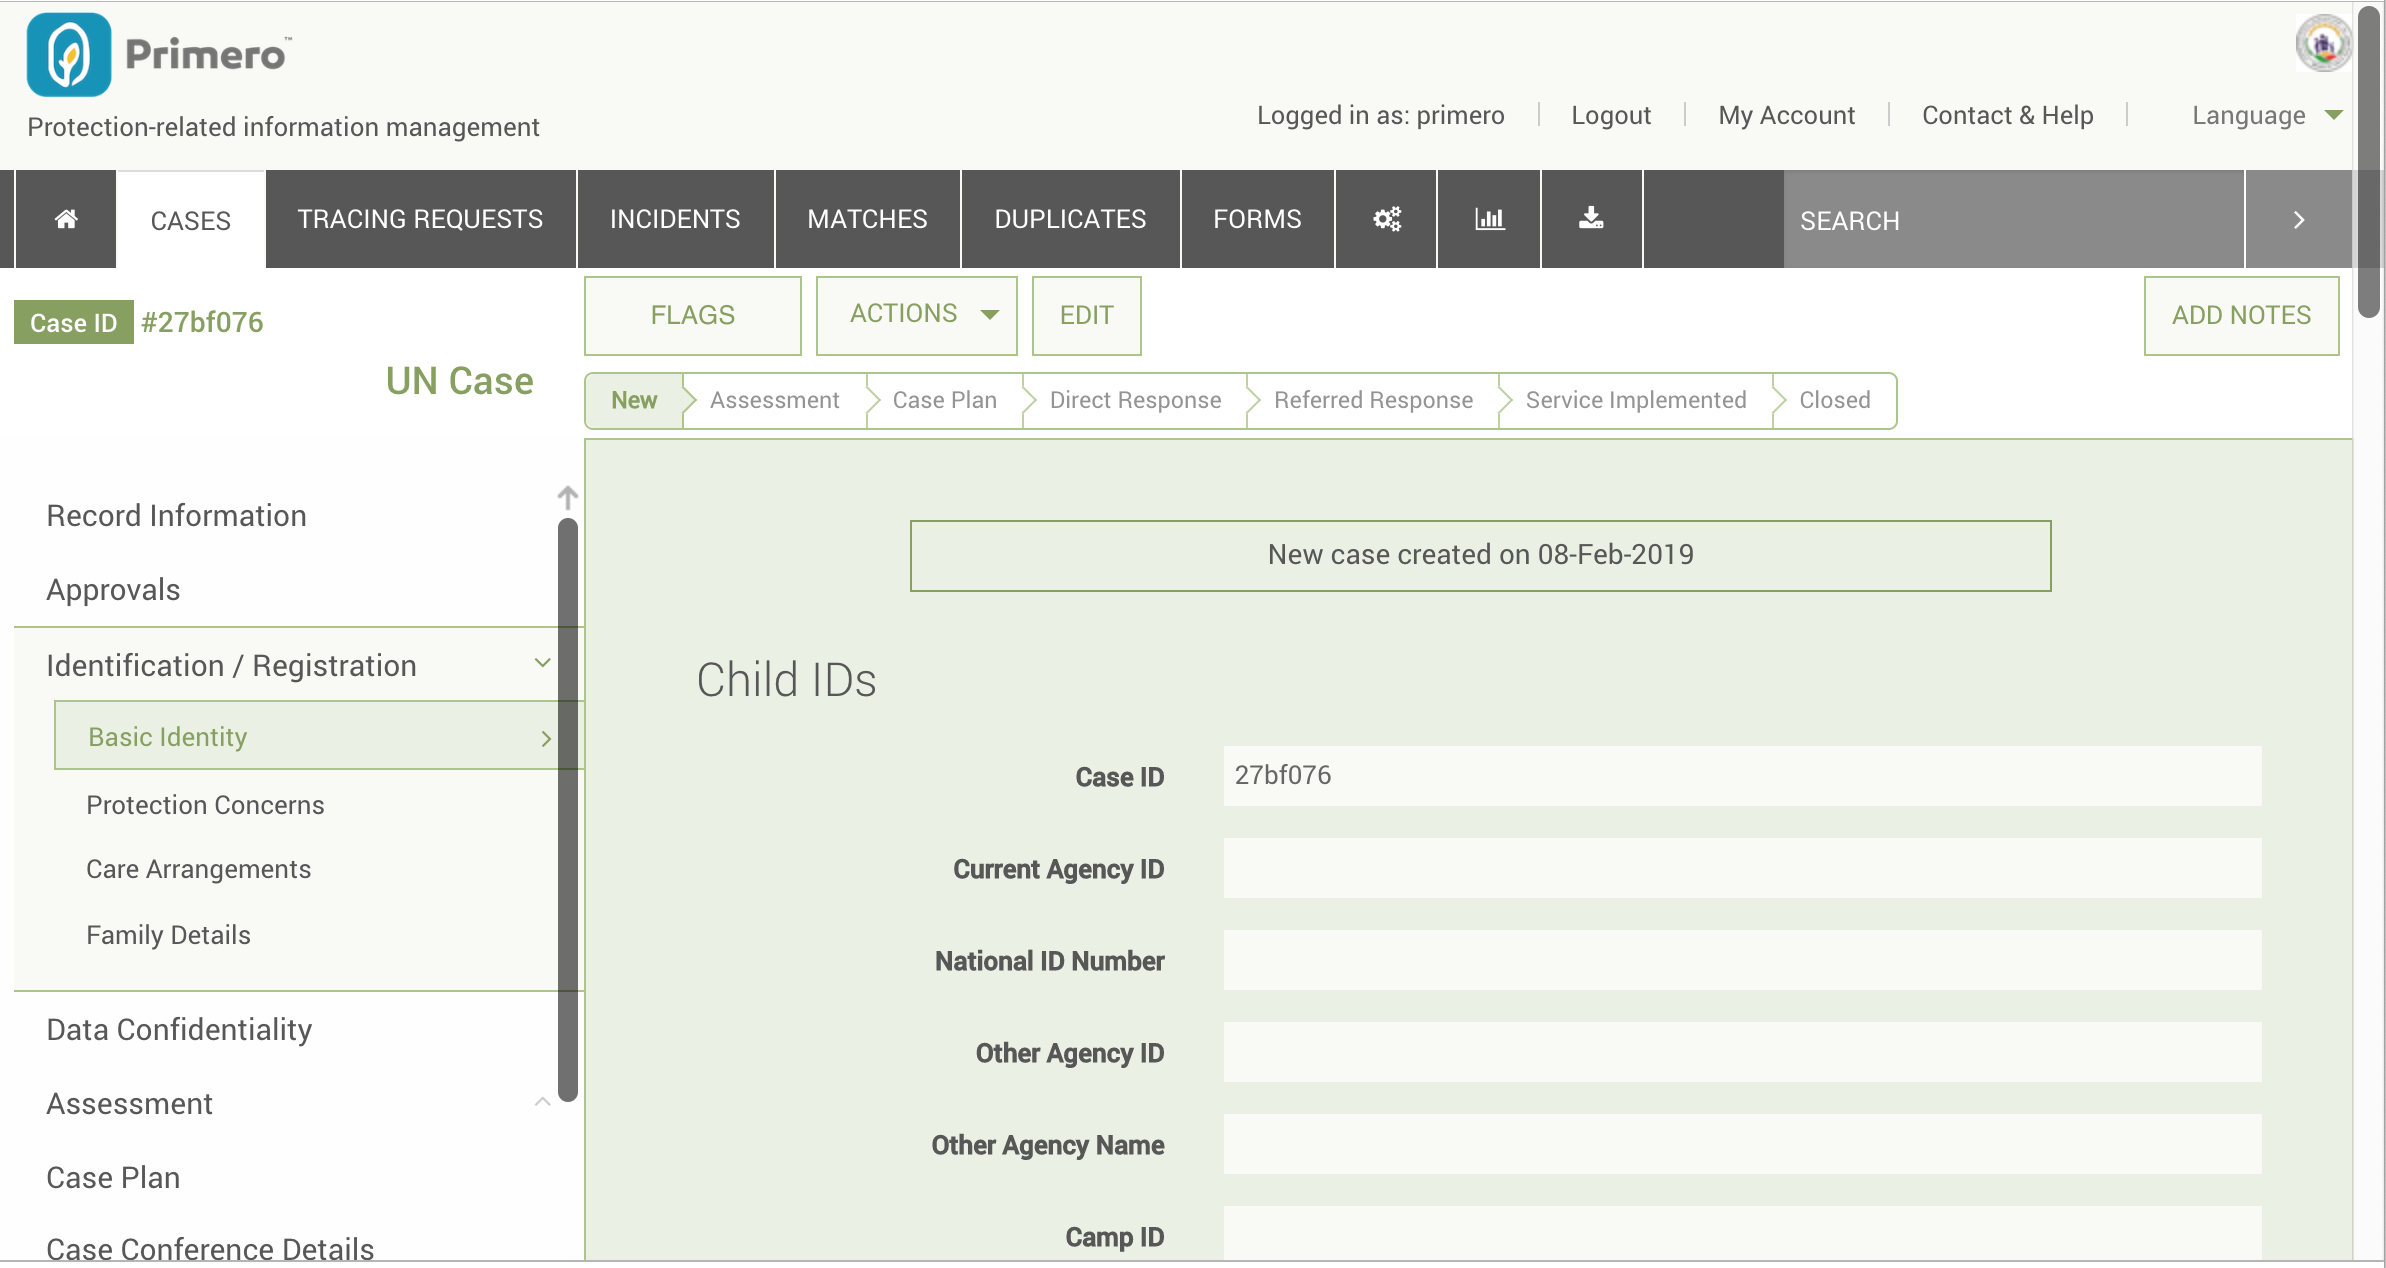 Primero™
Protection-related information management
Logged in as: primero
Logout
My Account
Contact & Help
Language
CASES
TRACING REQUESTS
INCIDENTS
MATCHES
DUPLICATES
FORMS
SEARCH
Case ID #27bf076
UN Case
FLAGS
ACTIONS
EDIT
ADD NOTES
New
Assessment
Case Plan
Direct Response
Referred Response
Service Implemented
Closed
Record Information
Approvals
Identification / Registration
Basic Identity
Protection Concerns
Care Arrangements
Family Details
Data Confidentiality
Assessment
Case Plan
Case Conference Details
New case created on 08-Feb-2019
Child IDs
Case ID 27bf076
Current Agency ID
National ID Number
Other Agency ID
Other Agency Name
Camp ID